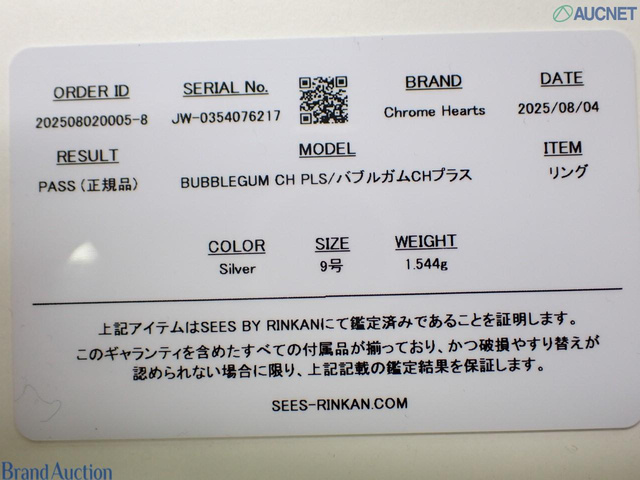 AUCNET
ORDER ID
202508020005-8
SERIAL No.
JW-0354076217
BRAND
Chrome Hearts
DATE
2025/08/04
RESULT
PASS (正規品)
MODEL
BUBBLEGUM CH PLS/バブルガムCHプラス
ITEM
リング
COLOR
Silver
SIZE
9号
WEIGHT
1.544g
上記アイテムはSEES BY RINKANにて鑑定済みであることを証明します。
このギャランティを含めたすべての付属品が揃っており、かつ破損やすり替えが
認められない場合に限り、上記記載の鑑定結果を保証します。
SEES-RINKAN.COM
Brand Auction